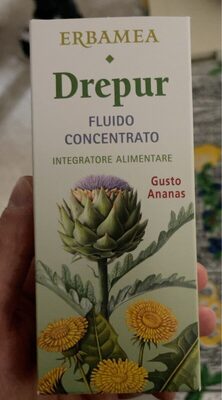 ERBAMEA
Drepur
FLUIDO
CONCENTRATO
INTEGRATORE ALIMENTARE
Gusto
Ananas